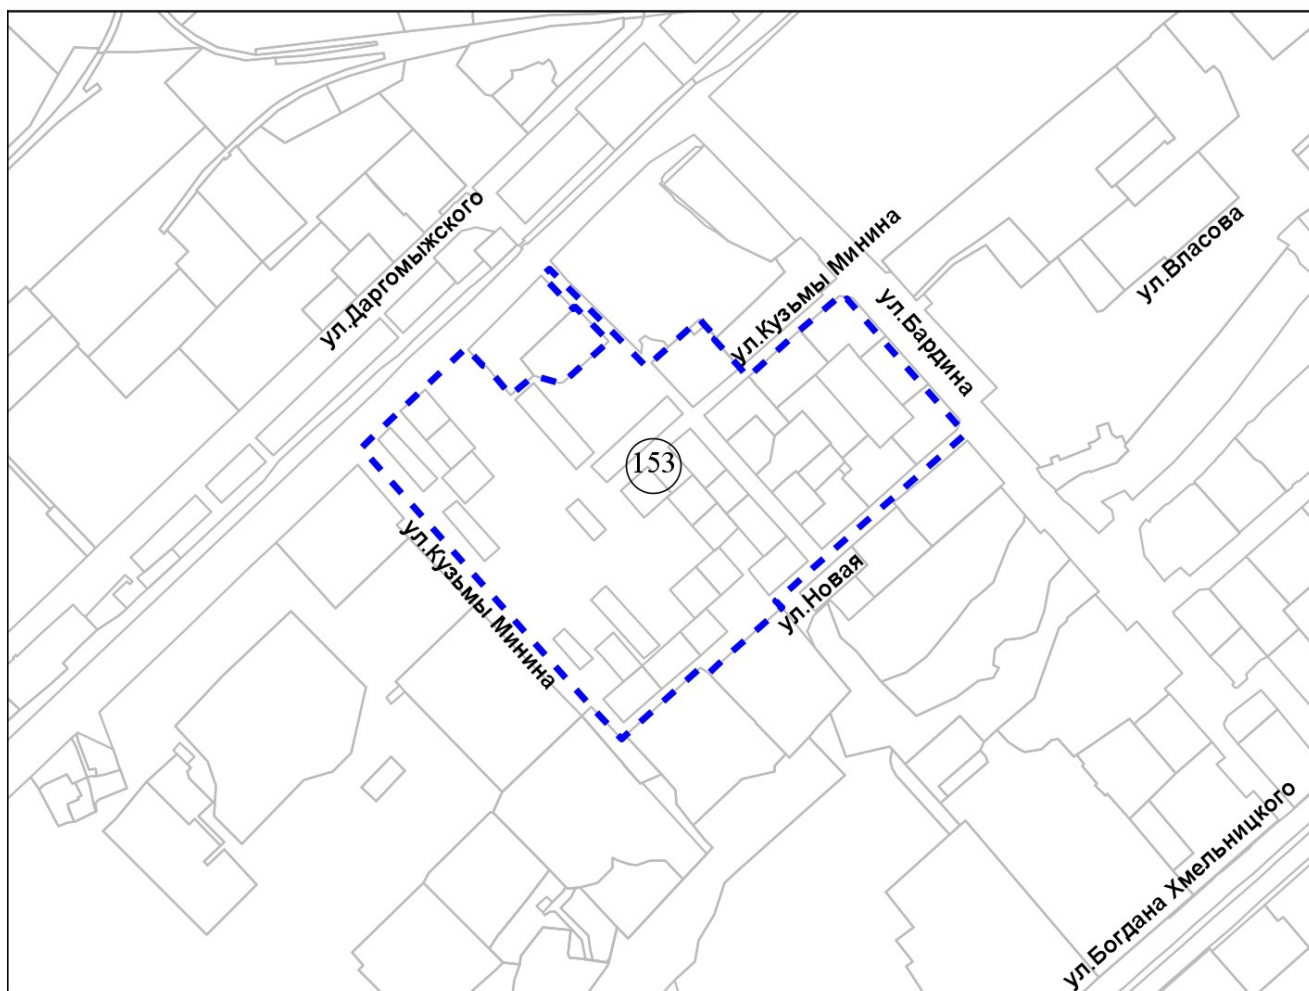 ул.Даргомыжского
ул.Кузьмы Минина
ул.Власова
ул.Бардина
153
ул.Кузьмы Минина
ул.Новая
ул.Богдана Хмельницкого